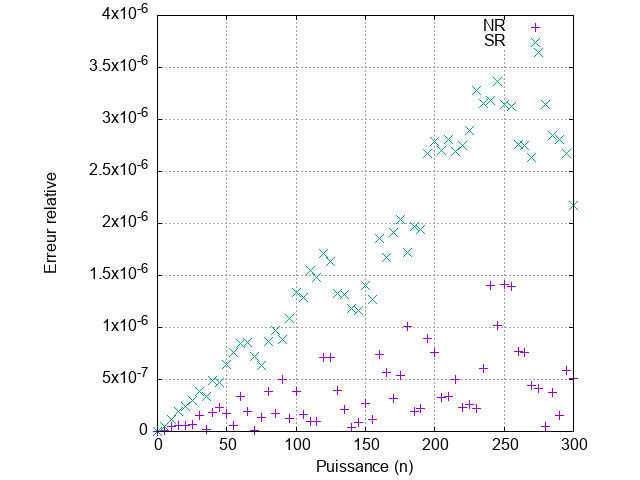 4x10-6
3.5x10-6
3x10-6
2.5x10-6
2x10-6
1.5x10-6
1x10-6
5x10-7
0
Erreur relative
NR
SR
0 50 100 150 200 250 300
Puissance (n)